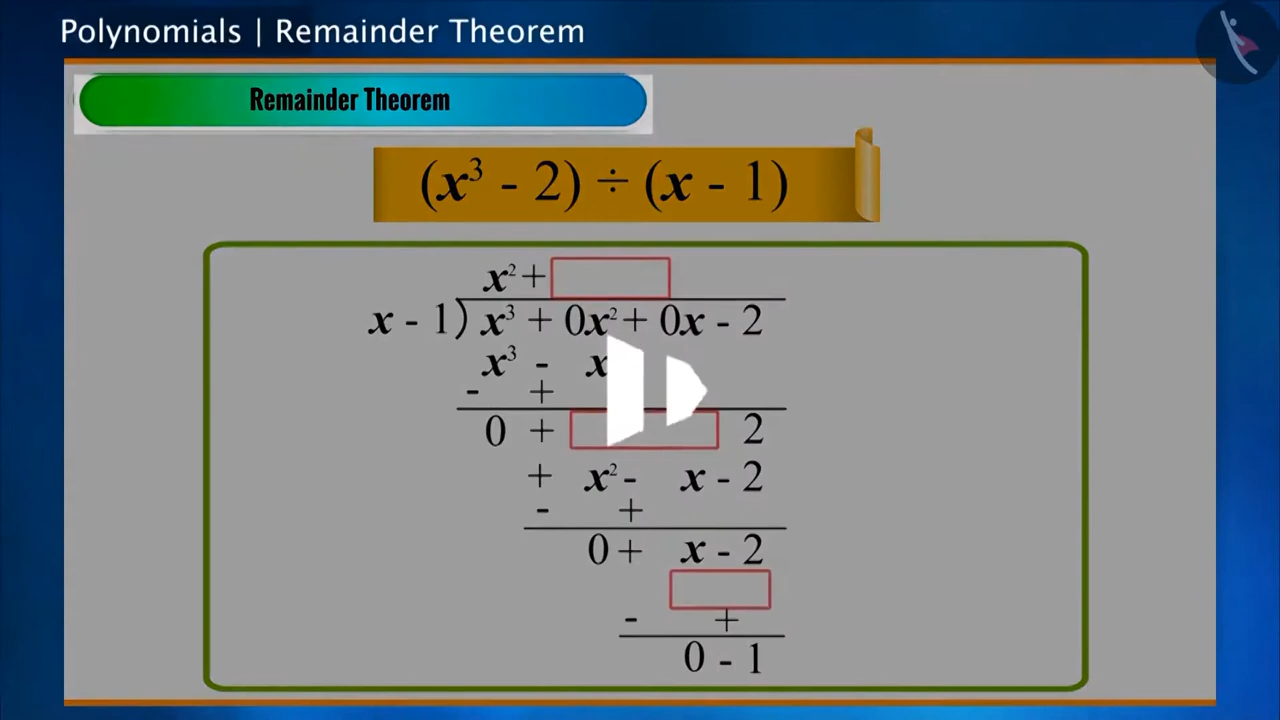 Polynomials | Remainder Theorem
Remainder Theorem
(x³ - 2) ÷ (x - 1)
x² +
x - 1) x³ + 0x² + 0x - 2
x³ - x
- +
0 + 2
+ x² - x - 2
- +
0 + x - 2
- +
0 - 1